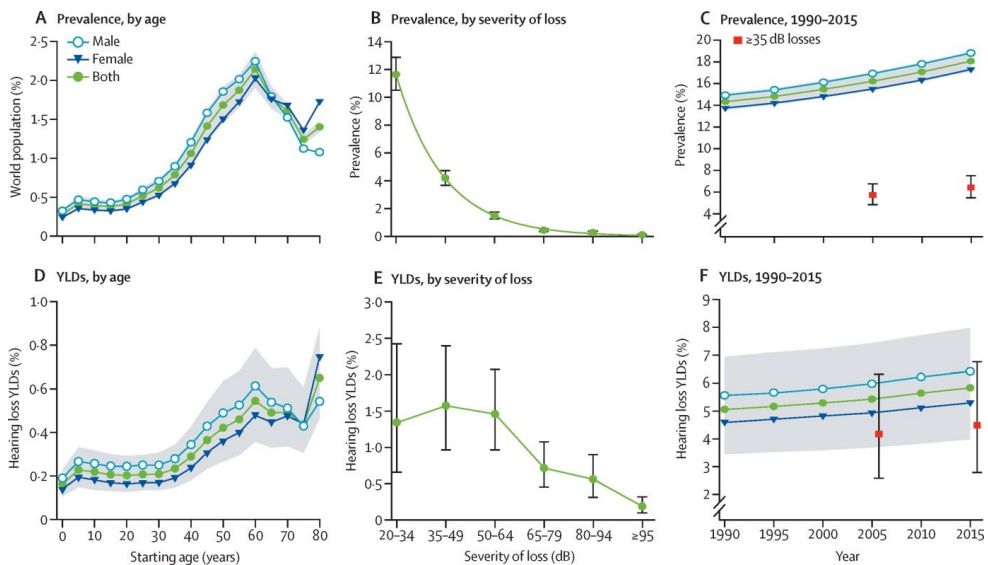 A Prevalence, by age
2·5
2·0
1·5
1·0
0·5
0
World population (%)
Male
Female
Both
B Prevalence, by severity of loss
14
12
10
8
6
4
2
0
Prevalence (%)
C Prevalence, 1990–2015
≥35 dB losses
20
18
16
14
12
10
8
6
4
Prevalence (%)
D YLDs, by age
1·0
0·8
0·6
0·4
0·2
0
Hearing loss YLDs (%)
0 10 20 30 40 50 60 70 80
Starting age (years)
E YLDs, by severity of loss
3·0
2·5
2·0
1·5
1·0
0·5
0
Hearing loss YLDs (%)
20–34 35–49 50–64 65–79 80–94 ≥95
Severity of loss (dB)
F YLDs, 1990–2015
9
8
7
6
5
4
3
2
Hearing loss YLDs (%)
1990 1995 2000 2005 2010 2015
Year